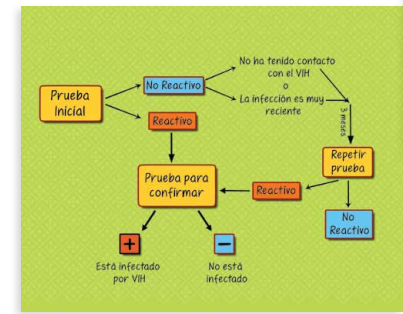 Prueba
Inicial
No Reactivo
Reactivo
No ha tenido contacto
con el VIH
o
La infección es muy
reciente
3 meses
Repetir
prueba
Reactivo
No
Reactivo
Prueba para
confirmar
+
Está infectado
por VIH
−
No está
infectado